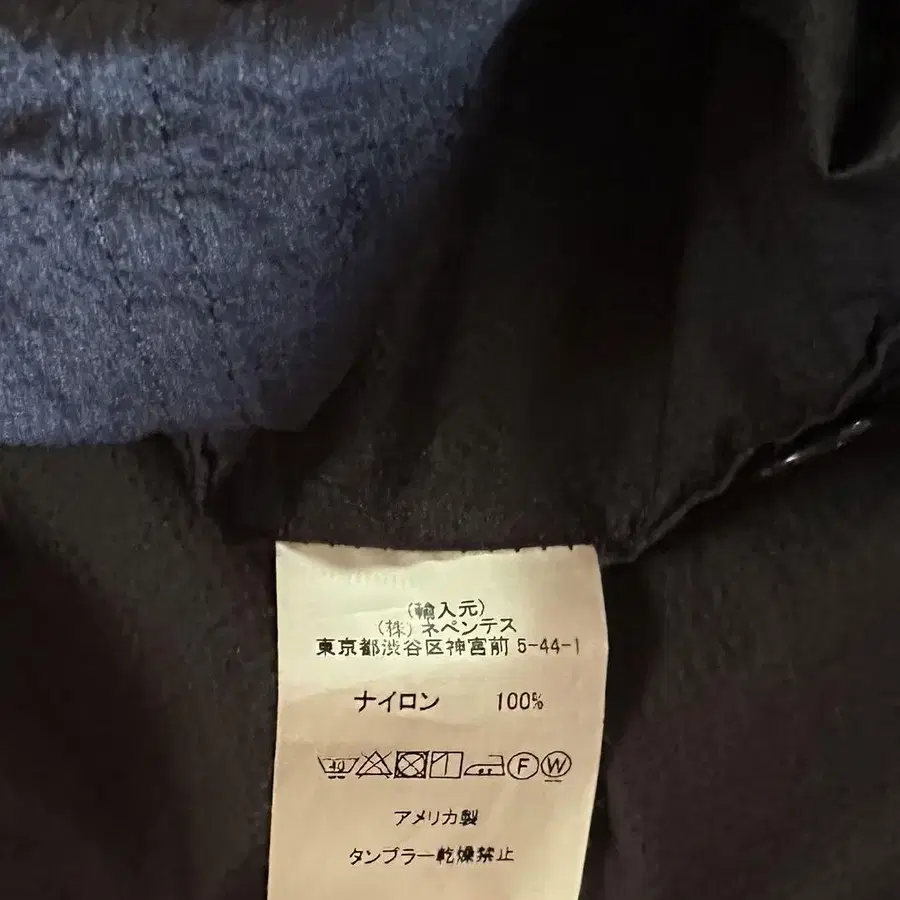 (輸入元)
(株)ネペンテス
東京都渋谷区神宮前 5-44-1
ナイロン 100%
40 F W
アメリカ製
タンブラー乾燥禁止